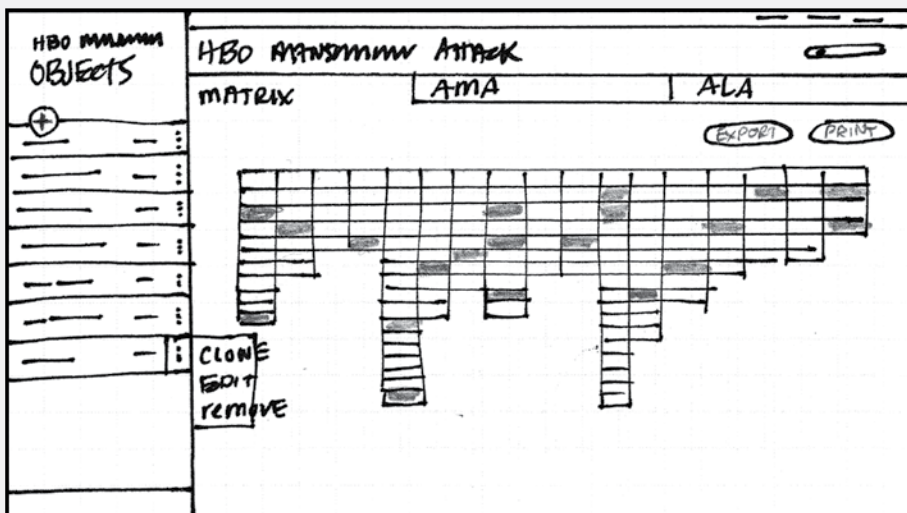 HBO
OBJECTS
HBO ATTACK
MATRIX
AMA
ALA
EXPORT
PRINT
CLONE
EDIT
remove